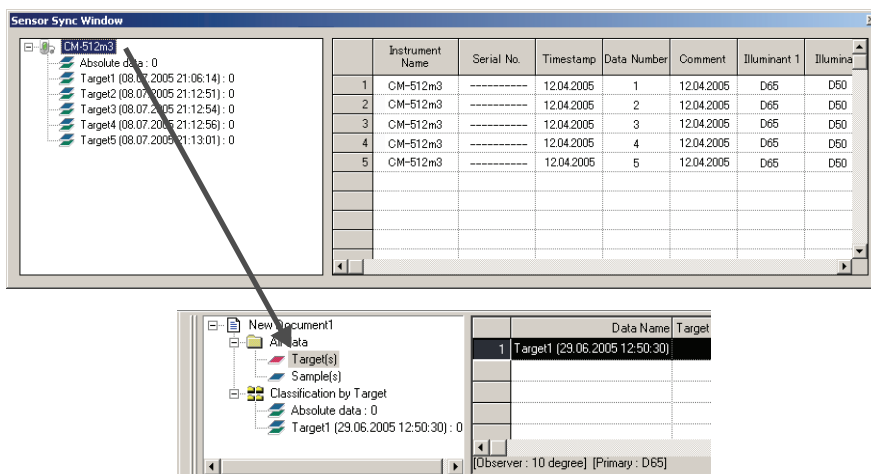 Sensor Sync Window
CM-512m3
Absolute data : 0
Target1 (08.07.2005 21:06:14) : 0
Target2 (08.07.2005 21:12:51) : 0
Target3 (08.07.2005 21:12:54) : 0
Target4 (08.07.2005 21:12:56) : 0
Target5 (08.07.2005 21:13:01) : 0
Instrument Name Serial No. Timestamp Data Number Comment Illuminant 1 Illumina
1 CM-512m3 ---------- 12.04.2005 1 12.04.2005 D65 D50
2 CM-512m3 ---------- 12.04.2005 2 12.04.2005 D65 D50
3 CM-512m3 ---------- 12.04.2005 3 12.04.2005 D65 D50
4 CM-512m3 ---------- 12.04.2005 4 12.04.2005 D65 D50
5 CM-512m3 ---------- 12.04.2005 5 12.04.2005 D65 D50
New Document1
All Data
Target(s)
Sample(s)
Classification by Target
Absolute data : 0
Target1 (29.06.2005 12:50:30) : 0
Data Name Target
1 Target1 (29.06.2005 12:50:30)
[Observer : 10 degree] [Primary : D65]